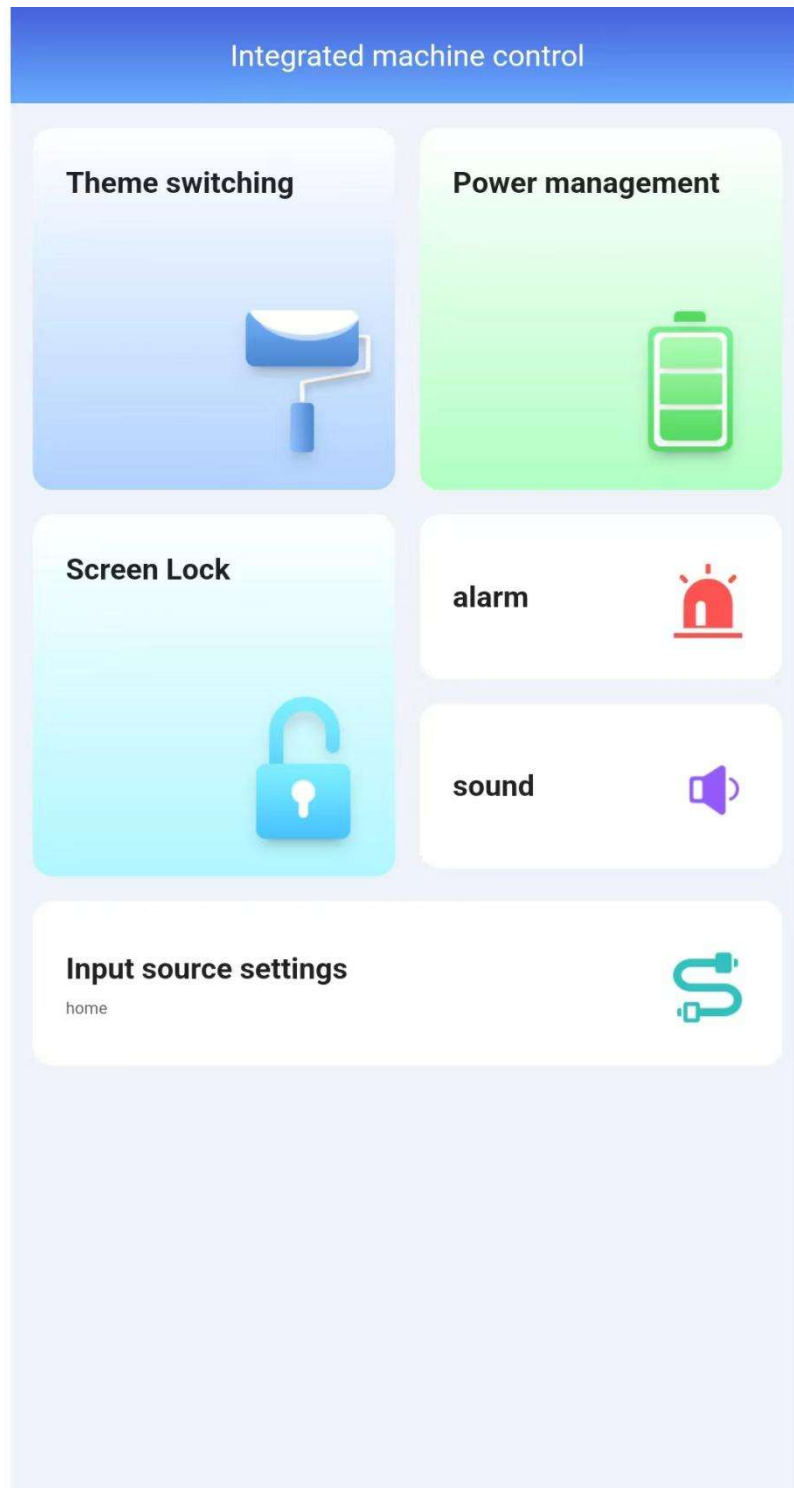 Integrated machine control
Theme switching
Power management
Screen Lock
alarm
sound
Input source settings
home